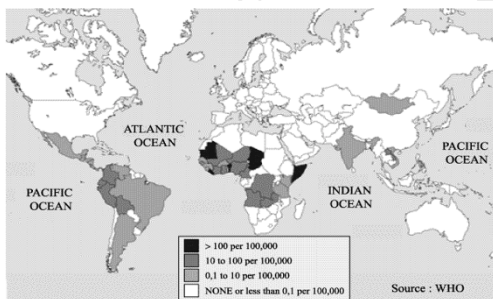 ATLANTIC
OCEAN
PACIFIC
OCEAN
PACIFIC
OCEAN
INDIAN
OCEAN
> 100 per 100,000
10 to 100 per 100,000
0,1 to 10 per 100,000
NONE or less than 0,1 per 100,000
Source : WHO